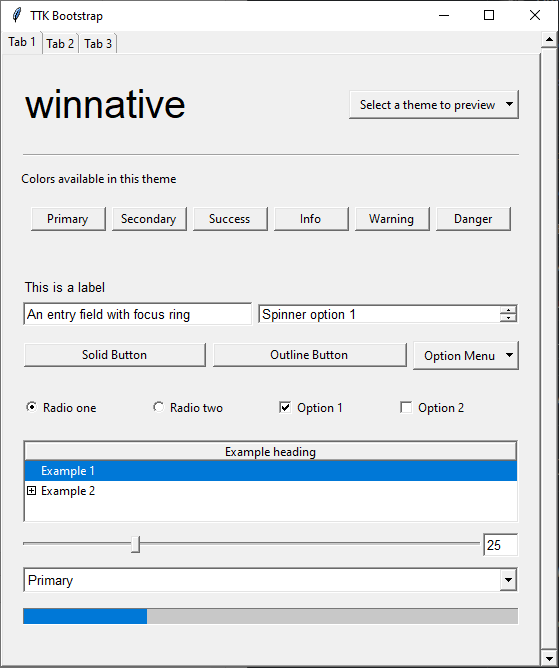 TTK Bootstrap
Tab 1 Tab 2 Tab 3
winnative
Select a theme to preview
Colors available in this theme
Primary Secondary Success Info Warning Danger
This is a label
An entry field with focus ring Spinner option 1
Solid Button Outline Button Option Menu
Radio one Radio two Option 1 Option 2
Example heading
Example 1
Example 2
25
Primary